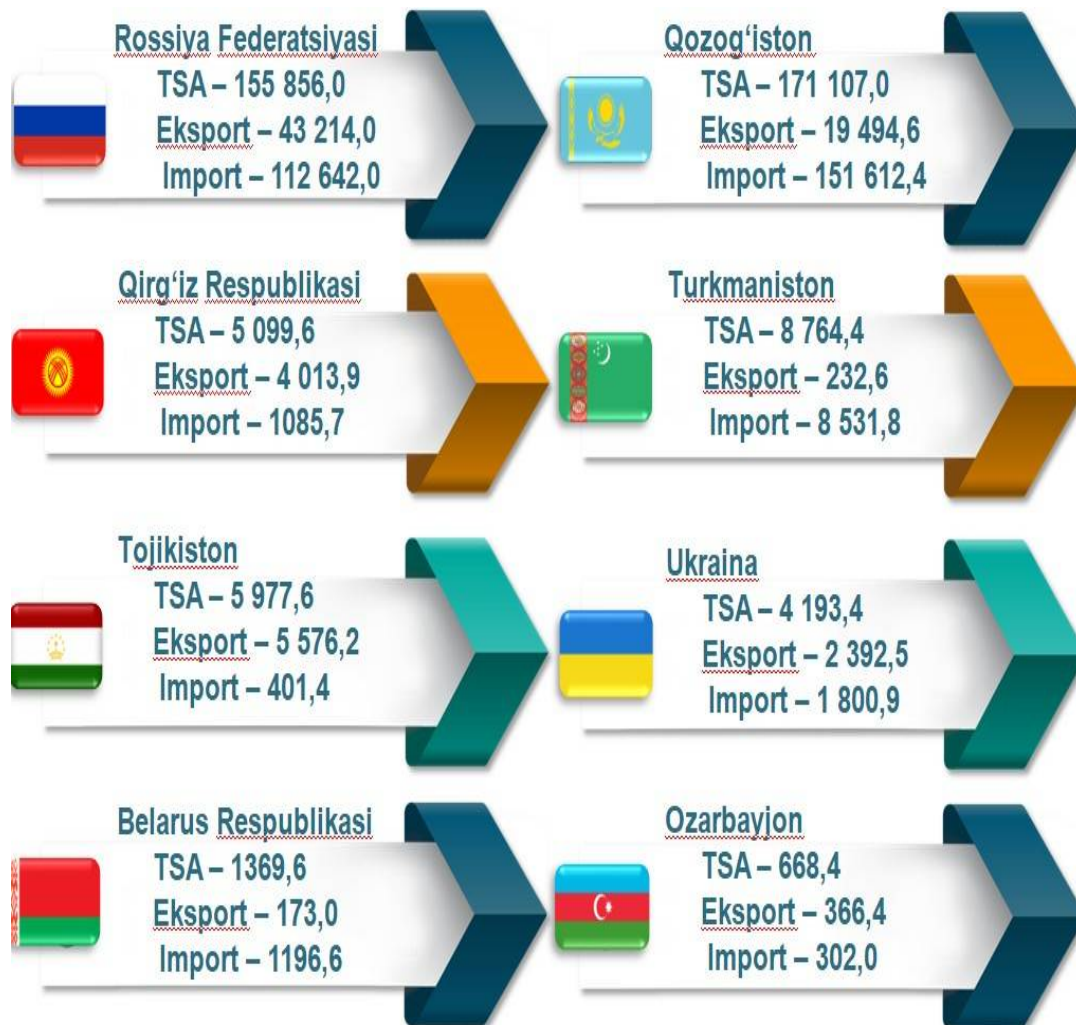 Rossiya Federatsiyasi
TSA – 155 856,0
Eksport – 43 214,0
Import – 112 642,0
Qozog‘iston
TSA – 171 107,0
Eksport – 19 494,6
Import – 151 612,4
Qirg‘iz Respublikasi
TSA – 5 099,6
Eksport – 4 013,9
Import – 1085,7
Turkmaniston
TSA – 8 764,4
Eksport – 232,6
Import – 8 531,8
Tojikiston
TSA – 5 977,6
Eksport – 5 576,2
Import – 401,4
Ukraina
TSA – 4 193,4
Eksport – 2 392,5
Import – 1 800,9
Belarus Respublikasi
TSA – 1369,6
Eksport – 173,0
Import – 1196,6
Ozarbayjon
TSA – 668,4
Eksport – 366,4
Import – 302,0